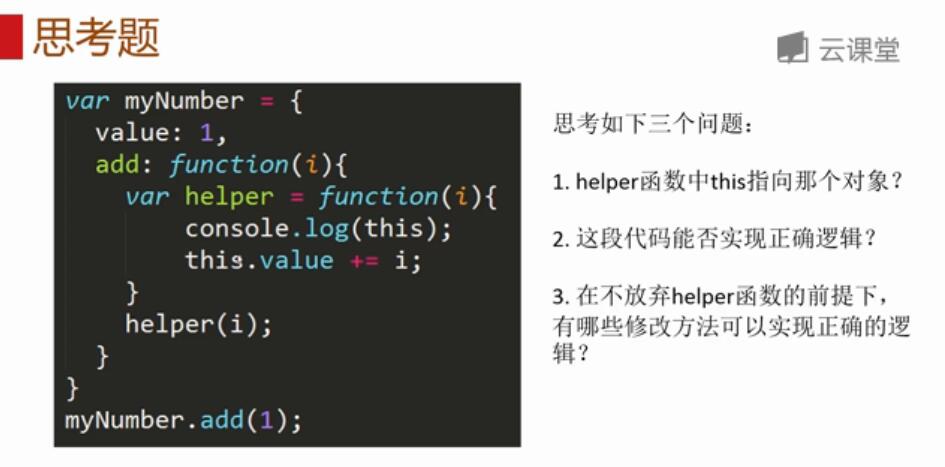 思考题
云课堂
var myNumber = {
  value: 1,
  add: function(i){
    var helper = function(i){
        console.log(this);
        this.value += i;
    }
    helper(i);
  }
}
myNumber.add(1);
思考如下三个问题：
1. helper函数中this指向那个对象？
2. 这段代码能否实现正确逻辑？
3. 在不放弃helper函数的前提下，
有哪些修改方法可以实现正确的逻
辑？